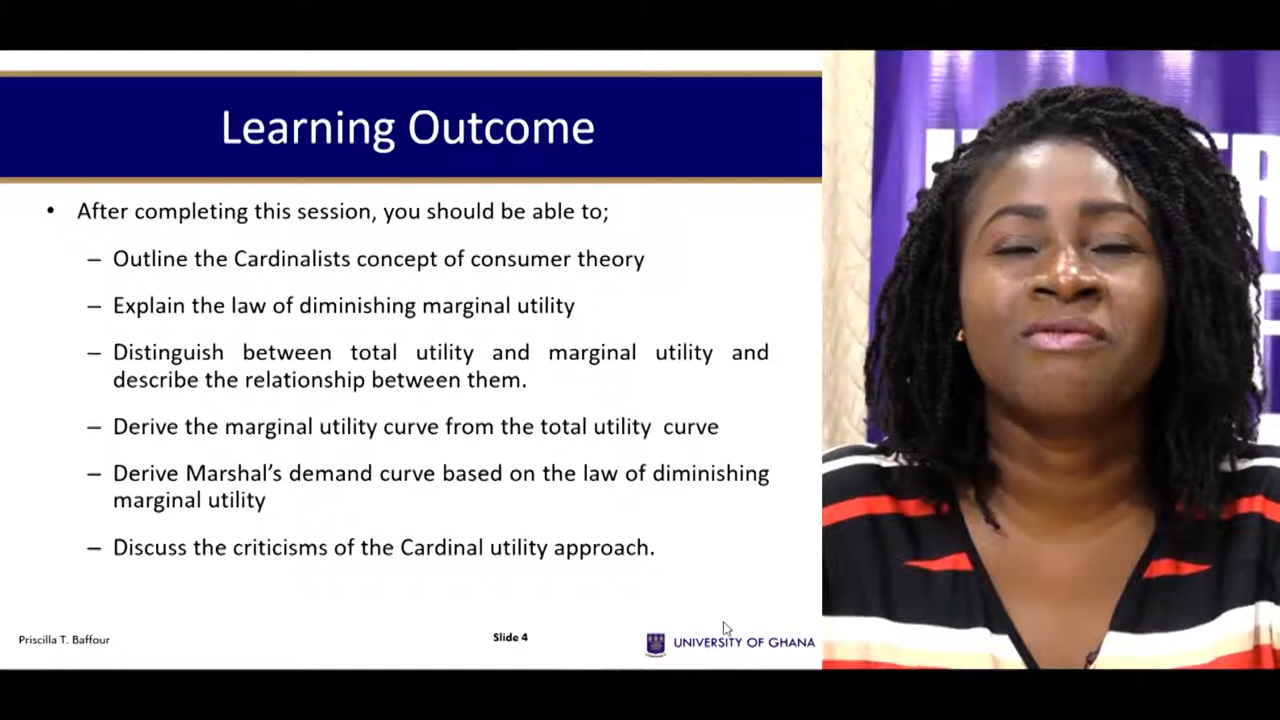 Learning Outcome
• After completing this session, you should be able to;
– Outline the Cardinalists concept of consumer theory
– Explain the law of diminishing marginal utility
– Distinguish between total utility and marginal utility and
describe the relationship between them.
– Derive the marginal utility curve from the total utility curve
– Derive Marshal's demand curve based on the law of diminishing
marginal utility
– Discuss the criticisms of the Cardinal utility approach.
Priscilla T. Baffour
Slide 4
UNIVERSITY OF GHANA